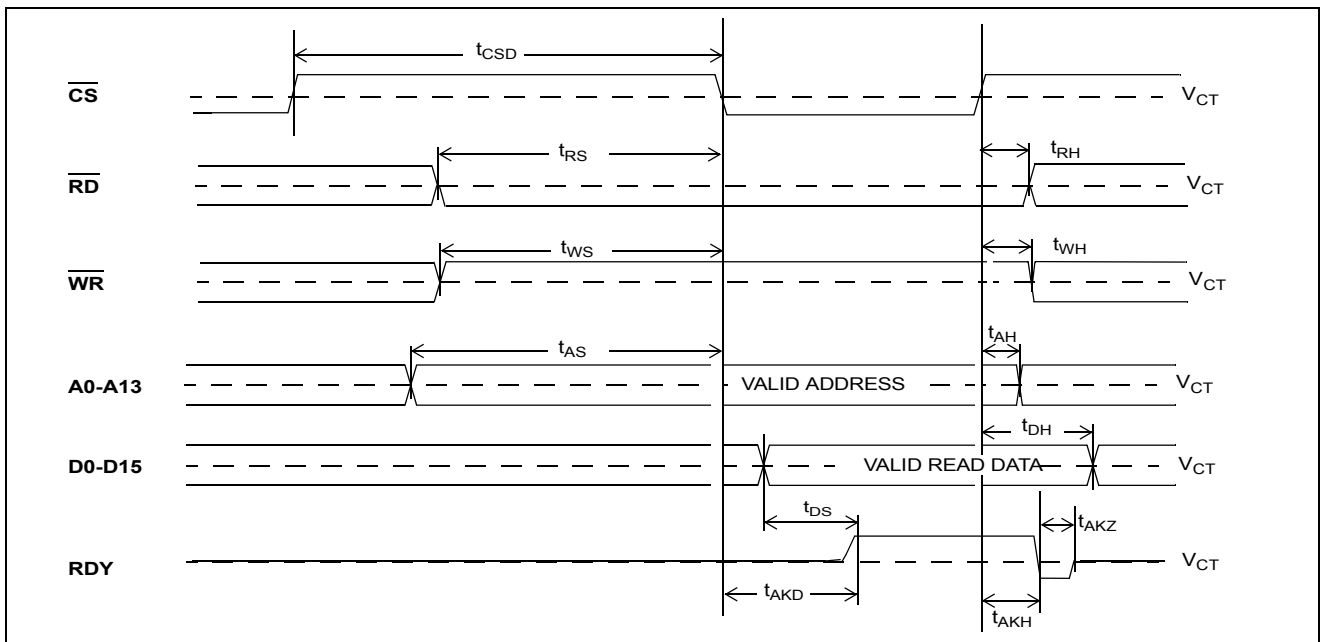 tCSD
CS VCT
tRS tRH
RD VCT
tWS tWH
WR VCT
tAS tAH
A0-A13 VALID ADDRESS VCT
tDH
D0-D15 VALID READ DATA VCT
tDS tAKZ
RDY VCT
tAKD tAKH